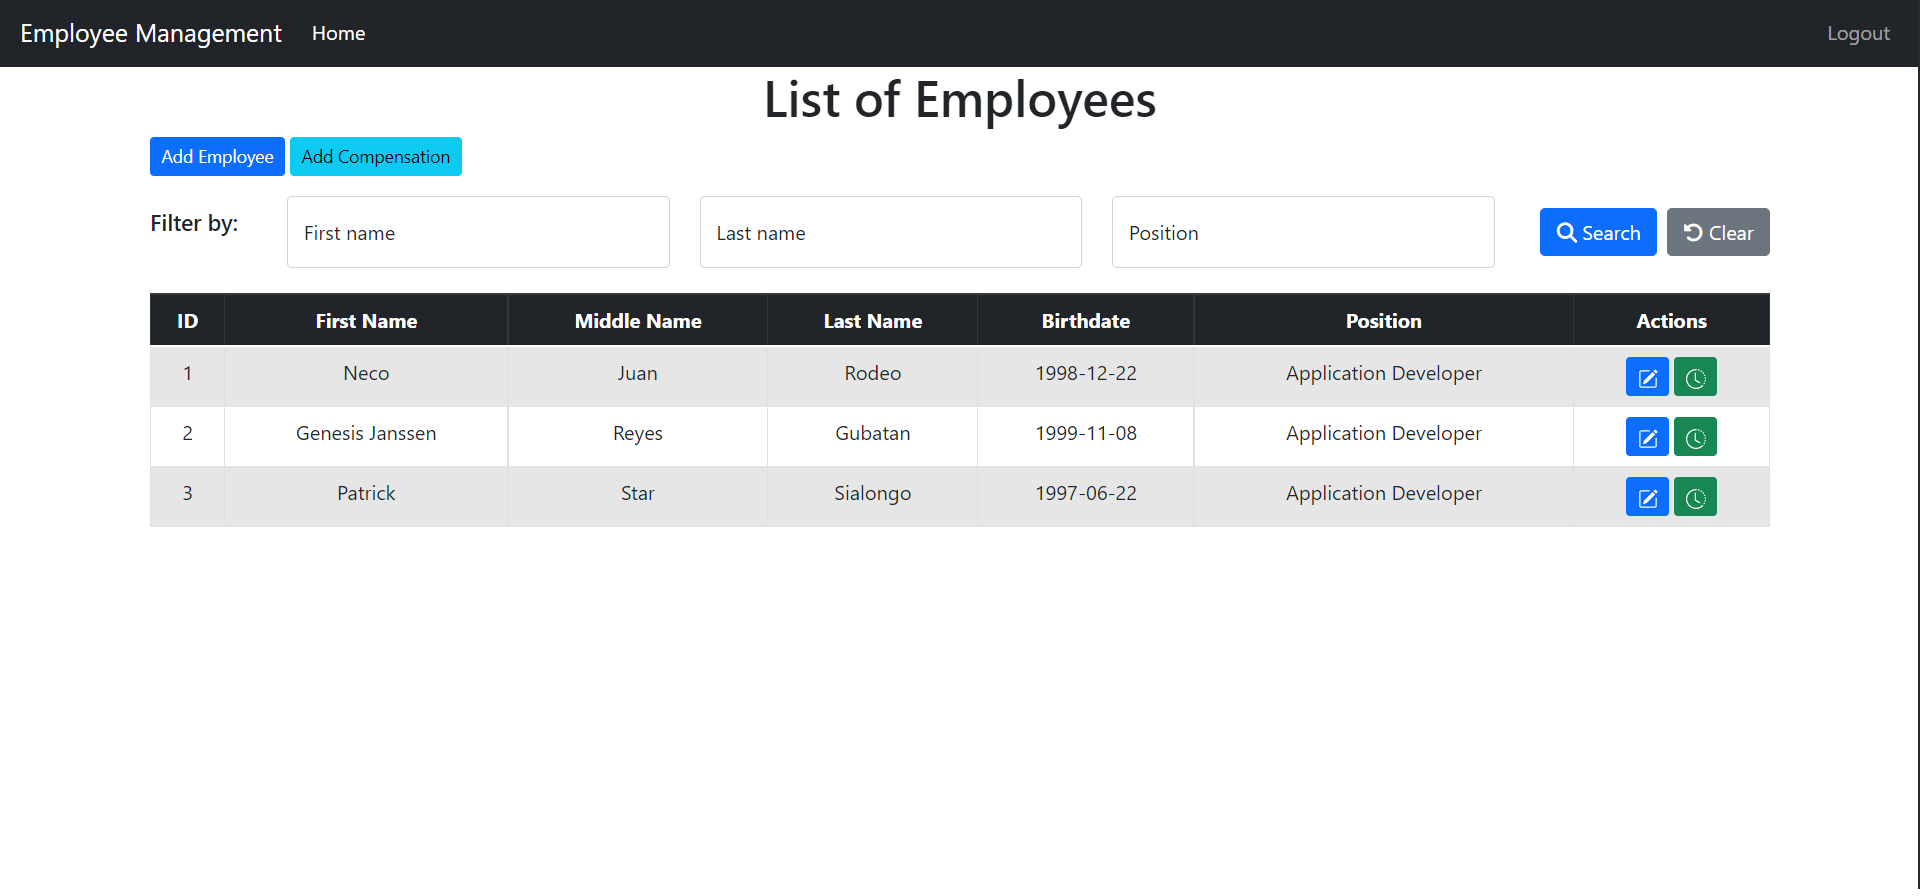 Employee Management Home Logout
List of Employees
Add Employee Add Compensation
Filter by: First name Last name Position Search Clear
ID First Name Middle Name Last Name Birthdate Position Actions
1 Neco Juan Rodeo 1998-12-22 Application Developer
2 Genesis Janssen Reyes Gubatan 1999-11-08 Application Developer
3 Patrick Star Sialongo 1997-06-22 Application Developer